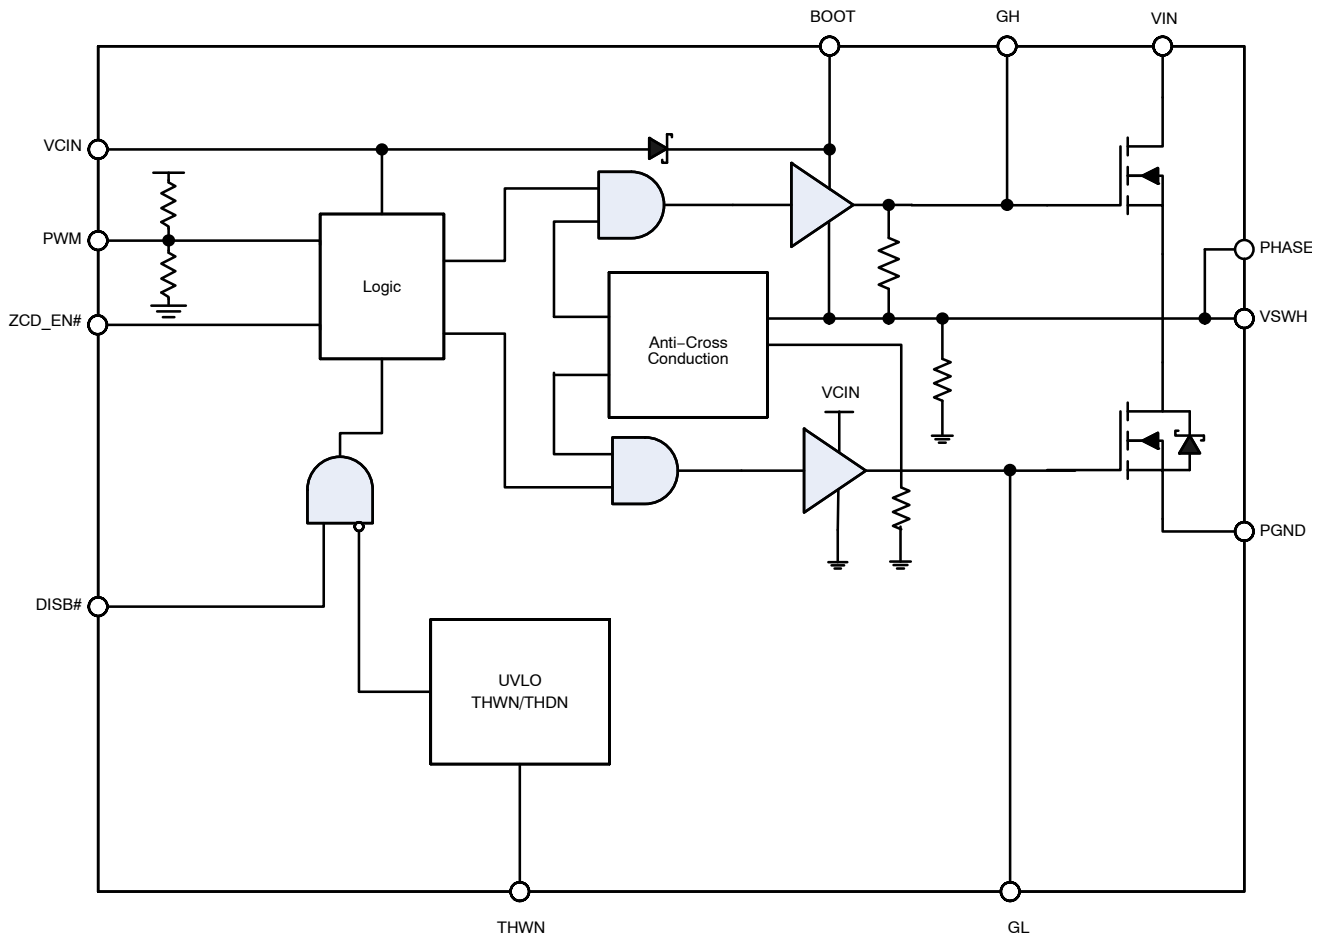 BOOT
GH
VIN
VCIN
PWM
PHASE
Logic
ZCD_EN#
VSWH
Anti−Cross
Conduction
VCIN
PGND
DISB#
UVLO
THWN/THDN
THWN
GL